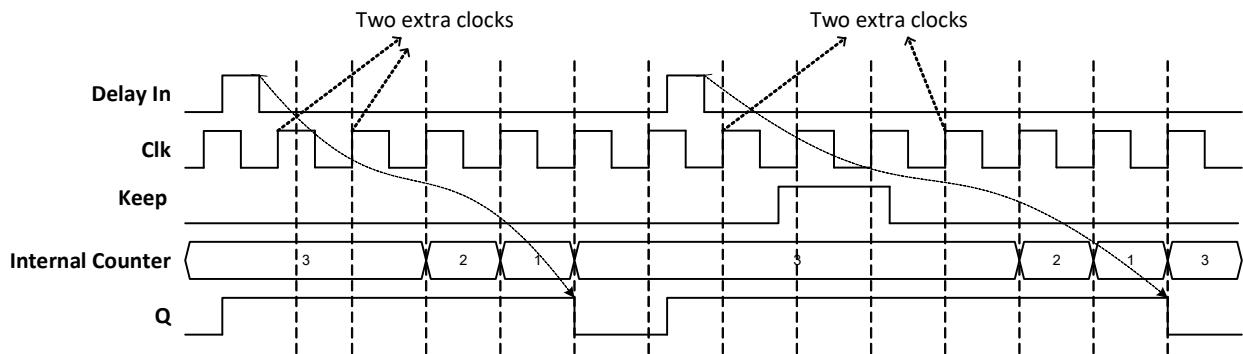 Two extra clocks Two extra clocks
Delay In
Clk
Keep
Internal Counter 3 2 1 3 2 1 3
Q